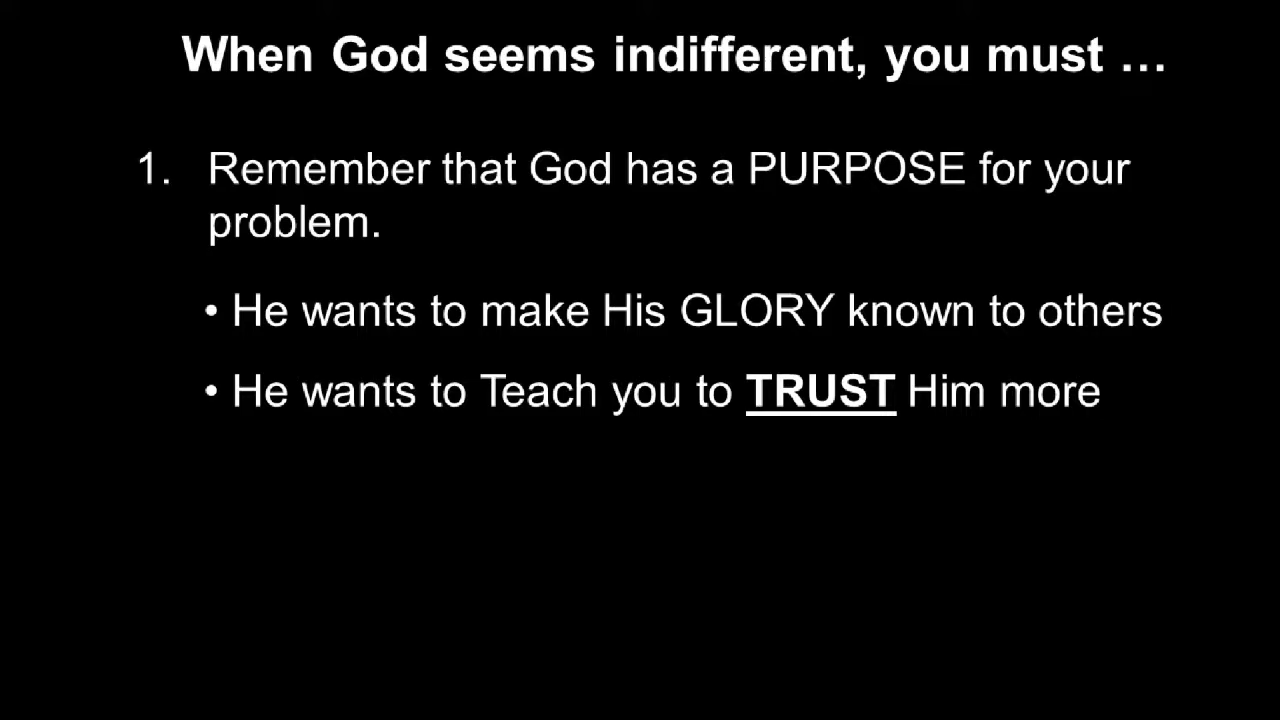 When God seems indifferent, you must …
1. Remember that God has a PURPOSE for your
problem.
• He wants to make His GLORY known to others
• He wants to Teach you to TRUST Him more